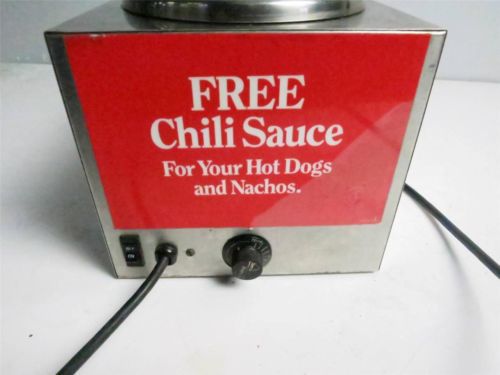 FREE
Chili Sauce
For Your Hot Dogs
and Nachos.